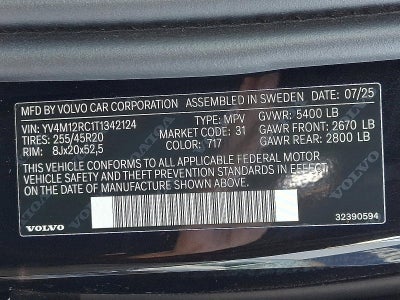 MFD BY VOLVO CAR CORPORATION ASSEMBLED IN SWEDEN DATE: 07/25
VIN: YV4M12RC1T1342124 TYPE: MPV GVWR: 5400 LB
TIRES: 255/45R20 MARKET CODE: 31 GAWR FRONT: 2670 LB
RIM: 8Jx20x52,5 COLOR: 717 GAWR REAR: 2800 LB
THIS VEHICLE CONFORMS TO ALL APPLICABLE FEDERAL MOTOR
VEHICLE SAFETY AND THEFT PREVENTION STANDARDS IN EFFECT
ON THE DATE OF MANUFACTURE SHOWN ABOVE.
VOLVO 32390594